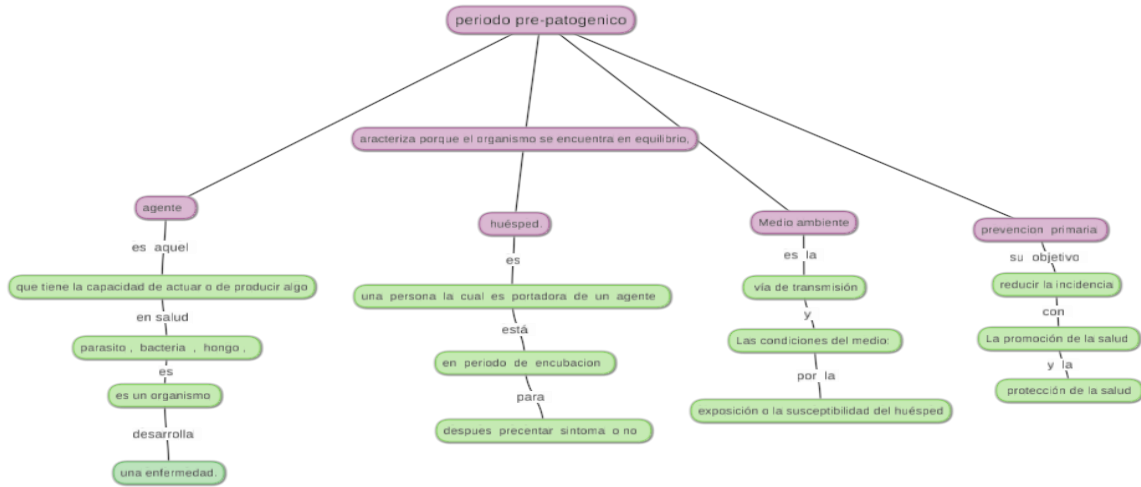 periodo pre-patogenico
aracteriza porque el organismo se encuentra en equilibrio,
agente
es aquel
que tiene la capacidad de actuar o de producir algo
en salud
parasito , bacteria , hongo ,
es
es un organismo
desarrolla
una enfermedad.
huésped.
es
una persona la cual es portadora de un agente
está
en periodo de encubacion
para
despues precentar sintoma o no
Medio ambiente
es la
vía de transmisión
y
Las condiciones del medio:
por la
exposición o la susceptibilidad del huésped
prevencion primaria
su objetivo
reducir la incidencia
con
La promoción de la salud
y la
protección de la salud